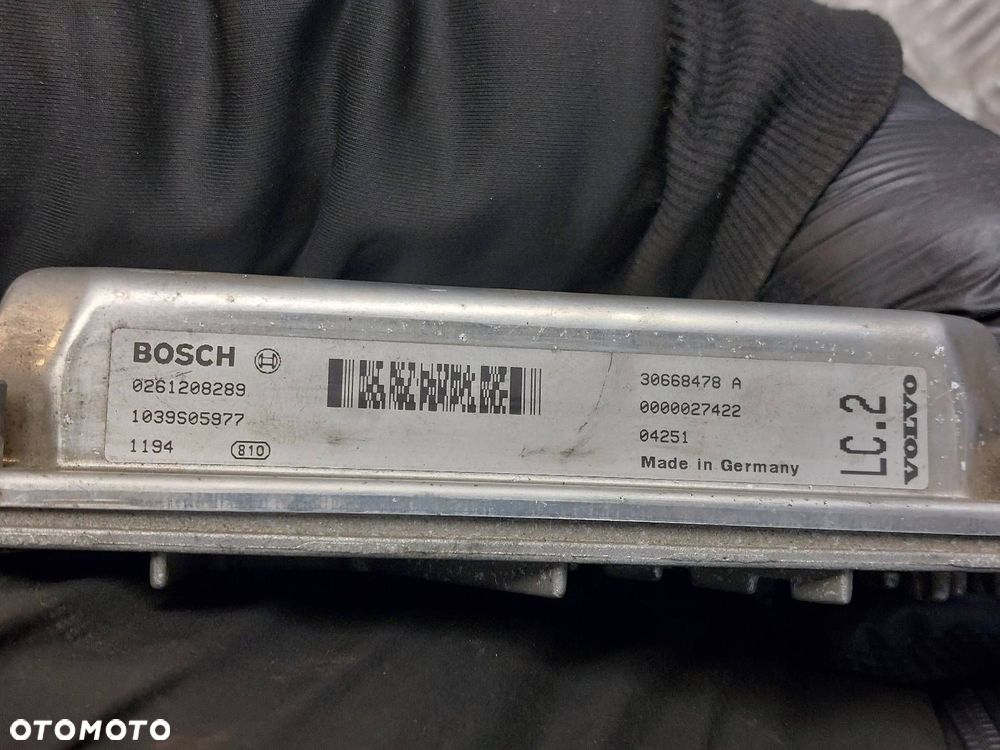 BOSCH
0261208289
1039S05977
1194 810
30668478 A
0000027422
04251
Made in Germany
LC.2
VOLVO
OTOMOTO